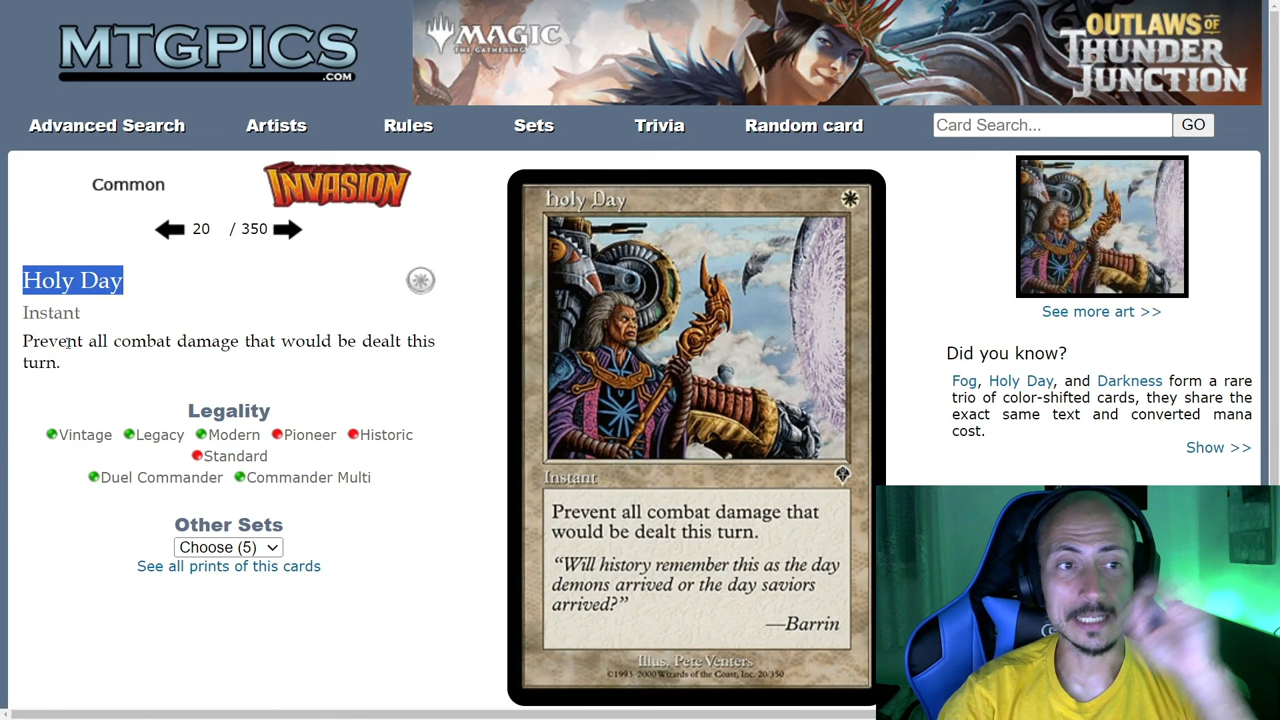 MTGPICS
.COM
MAGIC
THE GATHERING
OUTLAWS OF
THUNDER
JUNCTION
Advanced Search Artists Rules Sets Trivia Random card Card Search... GO
Common INVASION
20 / 350
Holy Day
Instant
Prevent all combat damage that would be dealt this
turn.
Legality
Vintage Legacy Modern Pioneer Historic
Standard
Duel Commander Commander Multi
Other Sets
Choose (5)
See all prints of this cards
Holy Day
Instant
Prevent all combat damage that
would be dealt this turn.
“Will history remember this as the day
demons arrived or the day saviors
arrived?”
—Barrin
Illus. Pete Venters
©1993–2000 Wizards of the Coast, Inc. 20/350
See more art >>
Did you know?
Fog, Holy Day, and Darkness form a rare
trio of color-shifted cards, they share the
exact same text and converted mana
cost.
Show >>